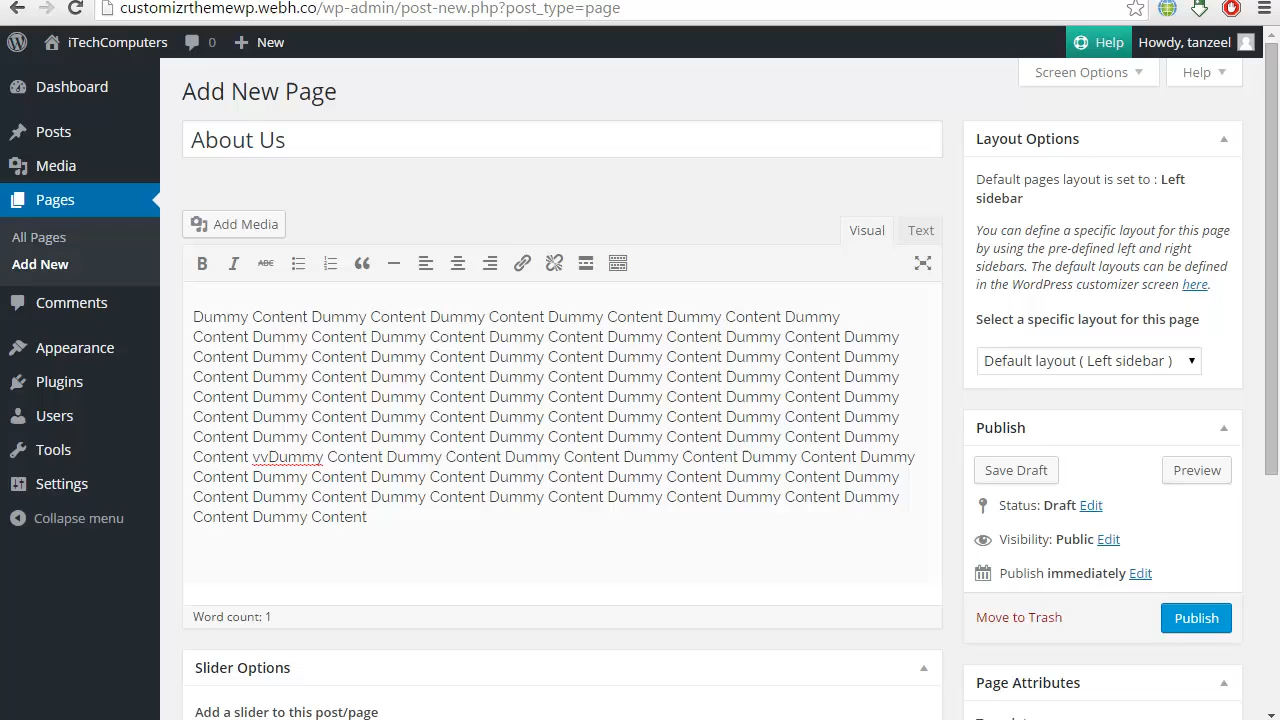 customizrthemewp.webh.co/wp-admin/post-new.php?post_type=page
iTechComputers 0 New Help Howdy, tanzeel
Screen Options Help
Dashboard
Posts
Media
Pages
All Pages
Add New
Comments
Appearance
Plugins
Users
Tools
Settings
Collapse menu
Add New Page
About Us
Add Media
Visual Text
B I ABC
Dummy Content Dummy Content Dummy Content Dummy Content Dummy Content Dummy
Content Dummy Content Dummy Content Dummy Content Dummy Content Dummy Content Dummy
Content Dummy Content Dummy Content Dummy Content Dummy Content Dummy Content Dummy
Content Dummy Content Dummy Content Dummy Content Dummy Content Dummy Content Dummy
Content Dummy Content Dummy Content Dummy Content Dummy Content Dummy Content Dummy
Content Dummy Content Dummy Content Dummy Content Dummy Content Dummy Content Dummy
Content Dummy Content Dummy Content Dummy Content Dummy Content Dummy Content Dummy
Content vvDummy Content Dummy Content Dummy Content Dummy Content Dummy Content Dummy
Content Dummy Content Dummy Content Dummy Content Dummy Content Dummy Content Dummy
Content Dummy Content Dummy Content Dummy Content Dummy Content Dummy Content Dummy
Content Dummy Content
Word count: 1
Slider Options
Add a slider to this post/page
Layout Options
Default pages layout is set to : Left
sidebar
You can define a specific layout for this page
by using the pre-defined left and right
sidebars. The default layouts can be defined
in the WordPress customizer screen here.
Select a specific layout for this page
Default layout ( Left sidebar )
Publish
Save Draft Preview
Status: Draft Edit
Visibility: Public Edit
Publish immediately Edit
Move to Trash Publish
Page Attributes